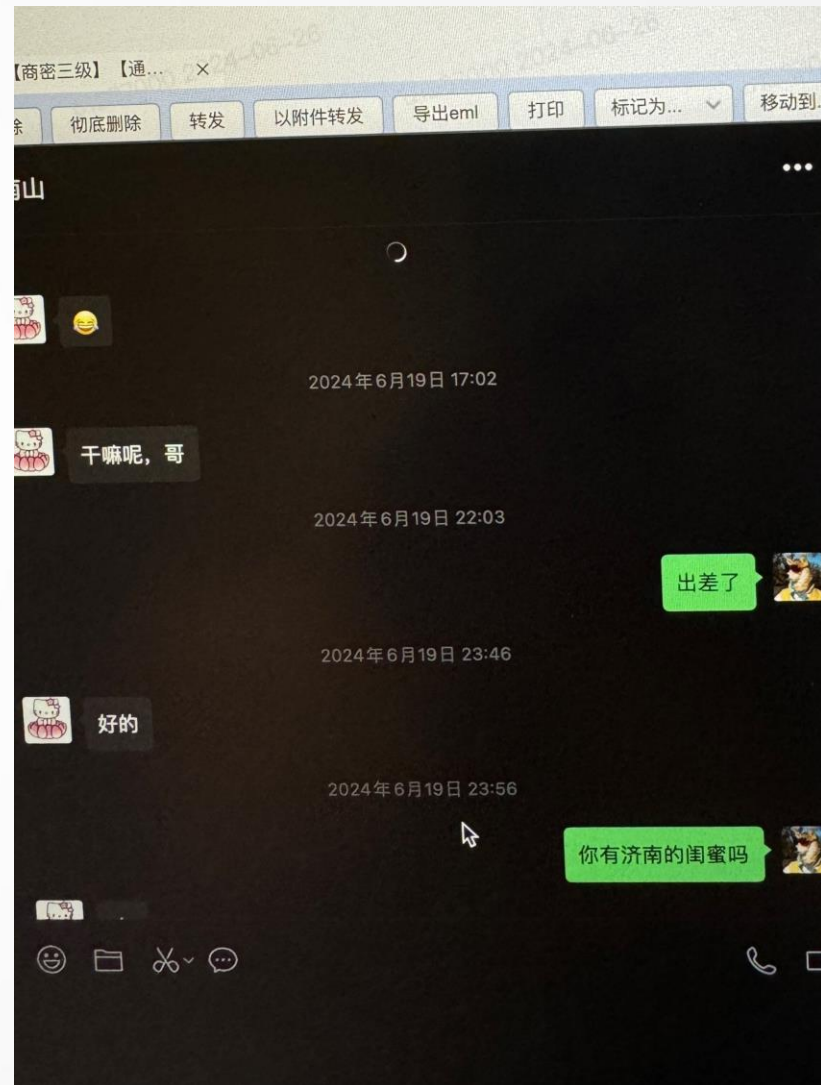 【商密三级】【通...
彻底删除
转发
以附件转发
导出eml
打印
标记为...
移动到...
山
2024年6月19日 17:02
干嘛呢，哥
2024年6月19日 22:03
出差了
2024年6月19日 23:46
好的
2024年6月19日 23:56
你有济南的闺蜜吗